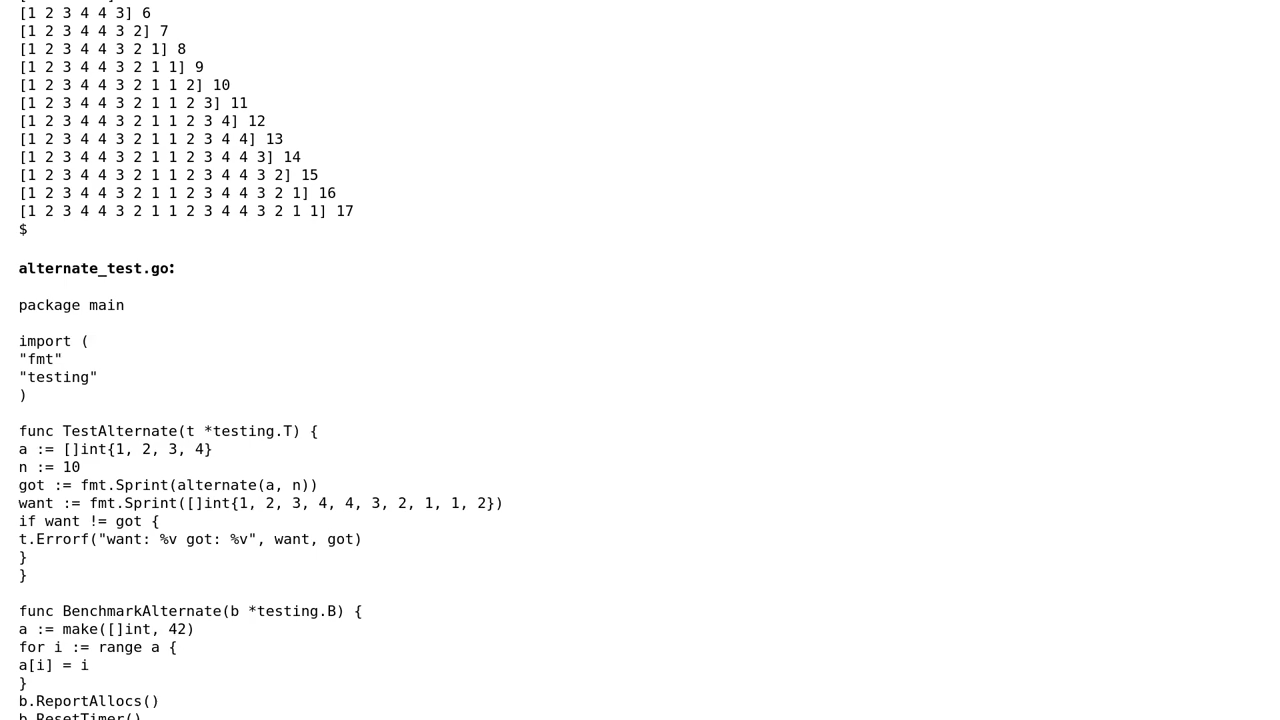 [1 2 3 4 4 3] 6
[1 2 3 4 4 3 2] 7
[1 2 3 4 4 3 2 1] 8
[1 2 3 4 4 3 2 1 1] 9
[1 2 3 4 4 3 2 1 1 2] 10
[1 2 3 4 4 3 2 1 1 2 3] 11
[1 2 3 4 4 3 2 1 1 2 3 4] 12
[1 2 3 4 4 3 2 1 1 2 3 4 4] 13
[1 2 3 4 4 3 2 1 1 2 3 4 4 3] 14
[1 2 3 4 4 3 2 1 1 2 3 4 4 3 2] 15
[1 2 3 4 4 3 2 1 1 2 3 4 4 3 2 1] 16
[1 2 3 4 4 3 2 1 1 2 3 4 4 3 2 1 1] 17
$
alternate_test.go:
package main
import (
"fmt"
"testing"
)
func TestAlternate(t *testing.T) {
a := []int{1, 2, 3, 4}
n := 10
got := fmt.Sprint(alternate(a, n))
want := fmt.Sprint([]int{1, 2, 3, 4, 4, 3, 2, 1, 1, 2})
if want != got {
t.Errorf("want: %v got: %v", want, got)
}
}
func BenchmarkAlternate(b *testing.B) {
a := make([]int, 42)
for i := range a {
a[i] = i
}
b.ReportAllocs()
b.ResetTimer()